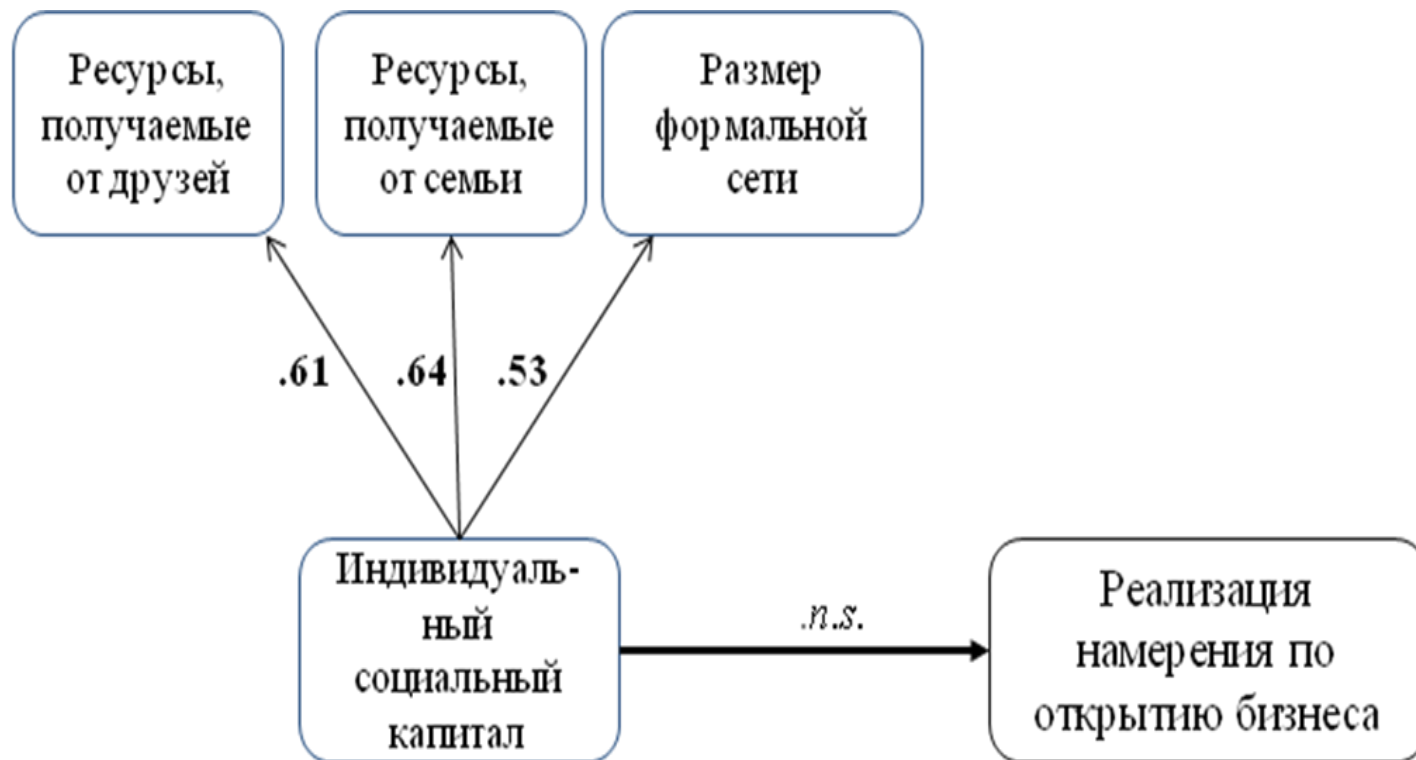 Ресурсы,
получаемые
от друзей
Ресурсы,
получаемые
от семьи
Размер
формальной
сети
.61
.64
.53
Индивидуаль-
ный
социальный
капитал
.n.s.
Реализация
намерения по
открытию бизнеса